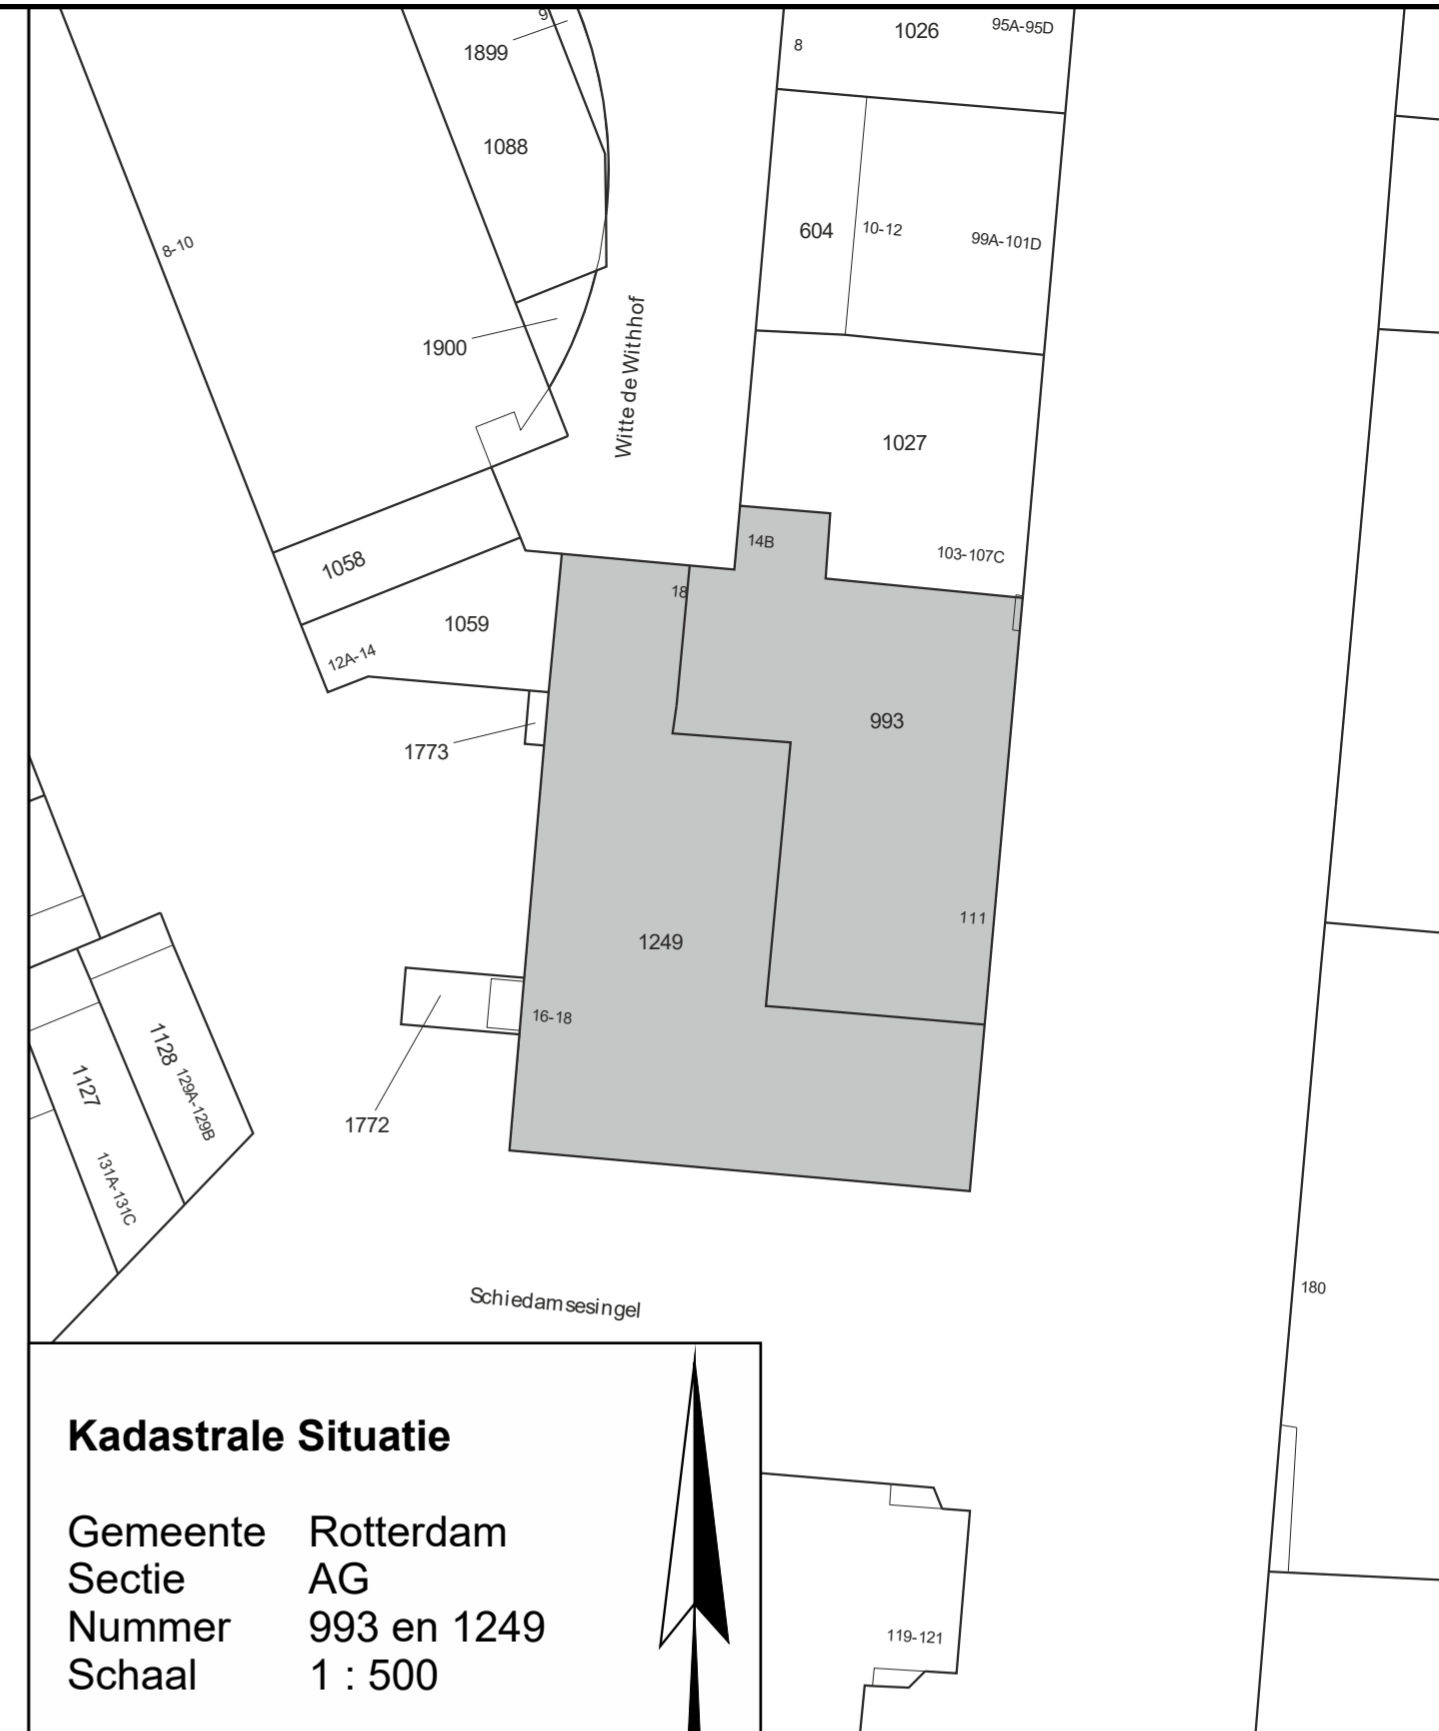 9
1899
1026
95A-95D
8
1088
604
10-12
99A-101D
8-10
1900
Witte de Withhof
1027
14B
103-107C
1058
18
1059
12A-14
993
1773
111
1249
16-18
1128
129A-129B
1127
1772
131A-131C
180
Schiedamsesingel
Kadastrale Situatie
Gemeente Rotterdam
Sectie AG
Nummer 993 en 1249
Schaal 1 : 500
119-121